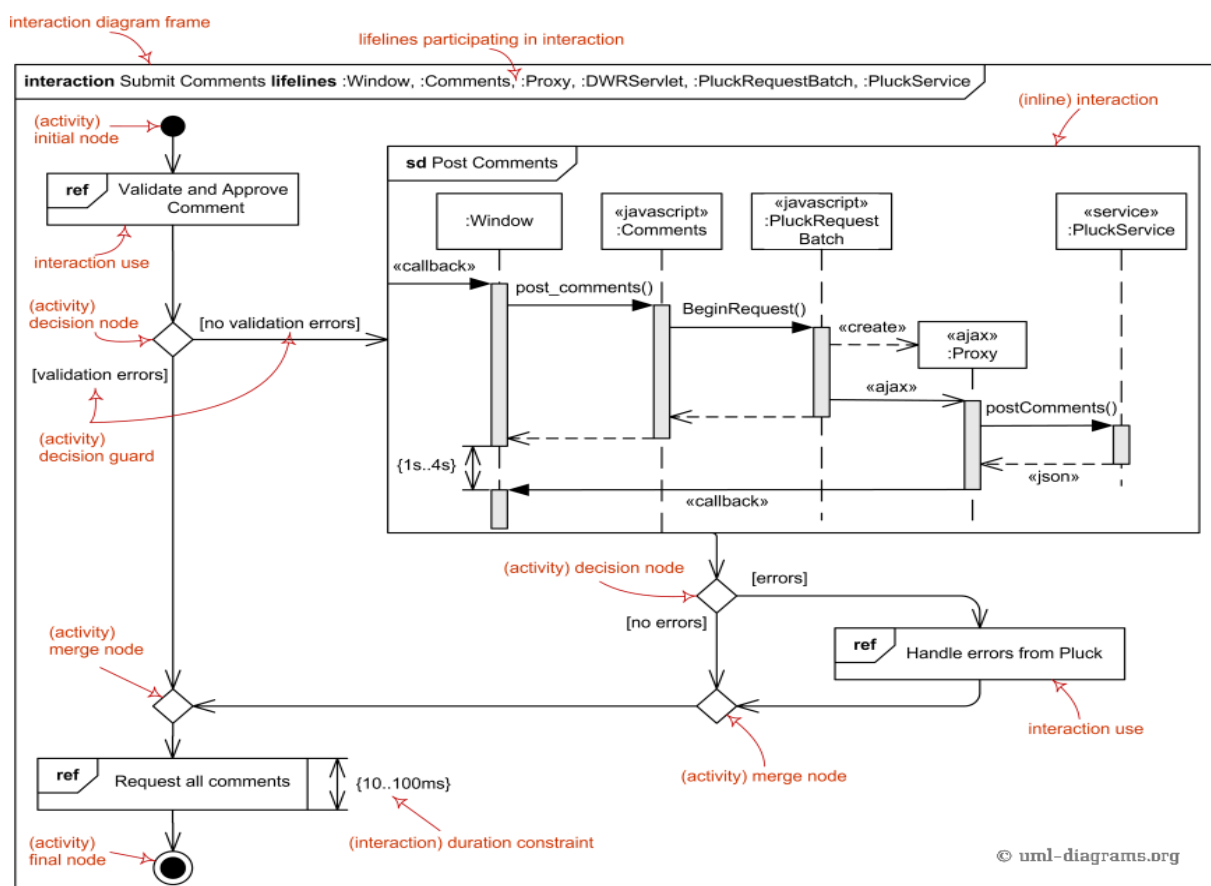 interaction diagram frame
lifelines participating in interaction
interaction Submit Comments lifelines :Window, :Comments, :Proxy, :DWRServlet, :PluckRequestBatch, :PluckService
(inline) interaction
(activity)
initial node
sd Post Comments
ref
Validate and Approve
Comment
:Window
«javascript»
:Comments
«javascript»
:PluckRequest
Batch
«service»
:PluckService
interaction use
«callback»
post_comments()
BeginRequest()
(activity)
decision node
[no validation errors]
«create»
«ajax»
:Proxy
[validation errors]
«ajax»
postComments()
(activity)
decision guard
{1s..4s}
«json»
«callback»
(activity) decision node
[errors]
[no errors]
(activity)
merge node
ref
Handle errors from Pluck
interaction use
ref
Request all comments
{10..100ms}
(activity) merge node
(activity)
final node
(interaction) duration constraint
© uml-diagrams.org